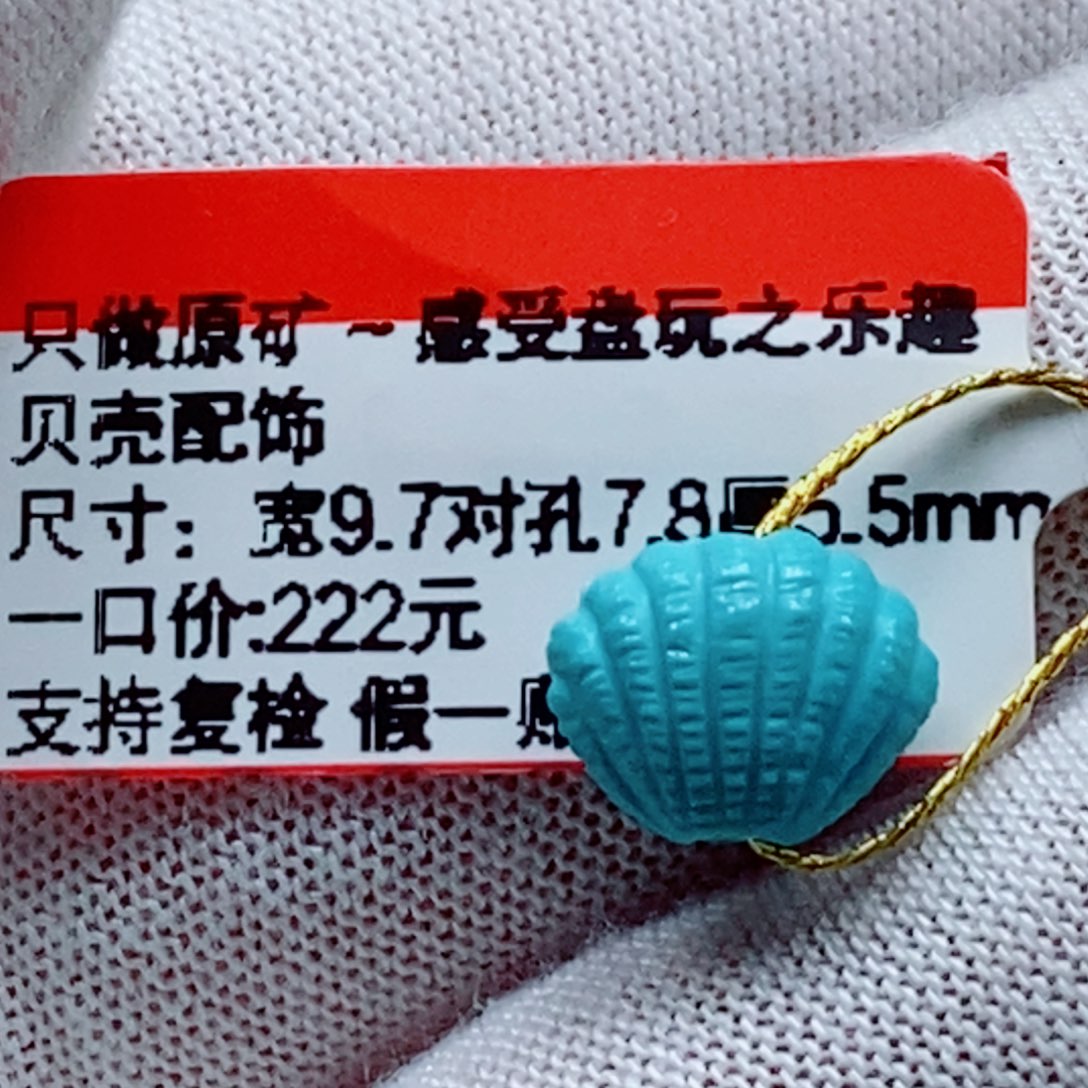 只做原矿～感受盘玩之乐趣
贝壳配饰
尺寸：宽9.7对孔7.8厚5.5mm
一口价:222元
支持复检 假一赔